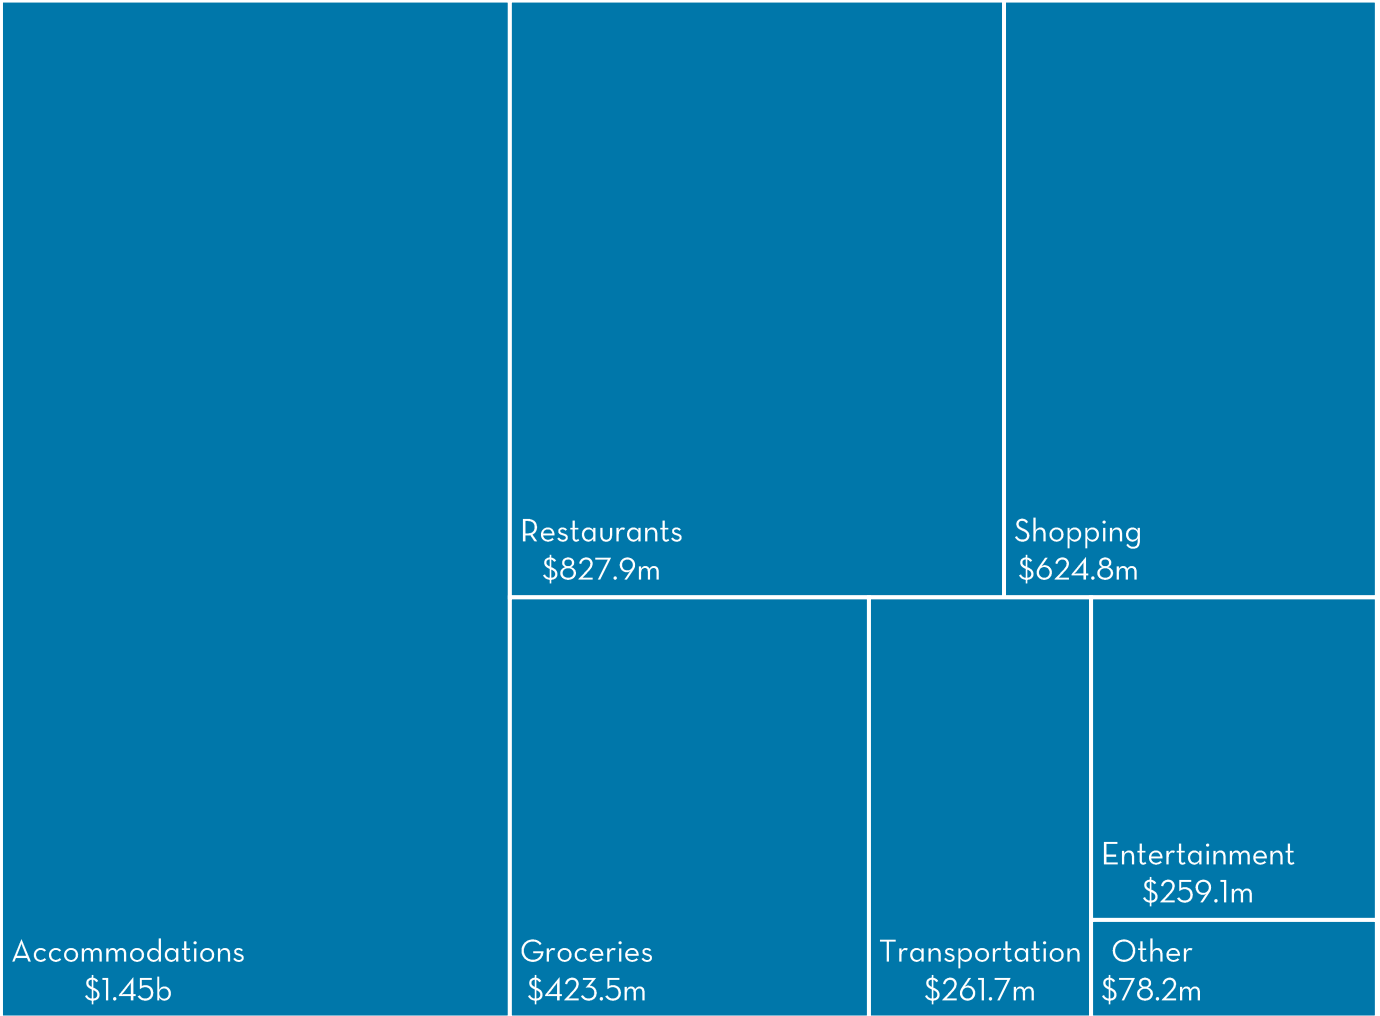 Restaurants
$827.9m
Shopping
$624.8m
Entertainment
$259.1m
Accommodations
$1.45b
Groceries
$423.5m
Transportation
$261.7m
Other
$78.2m